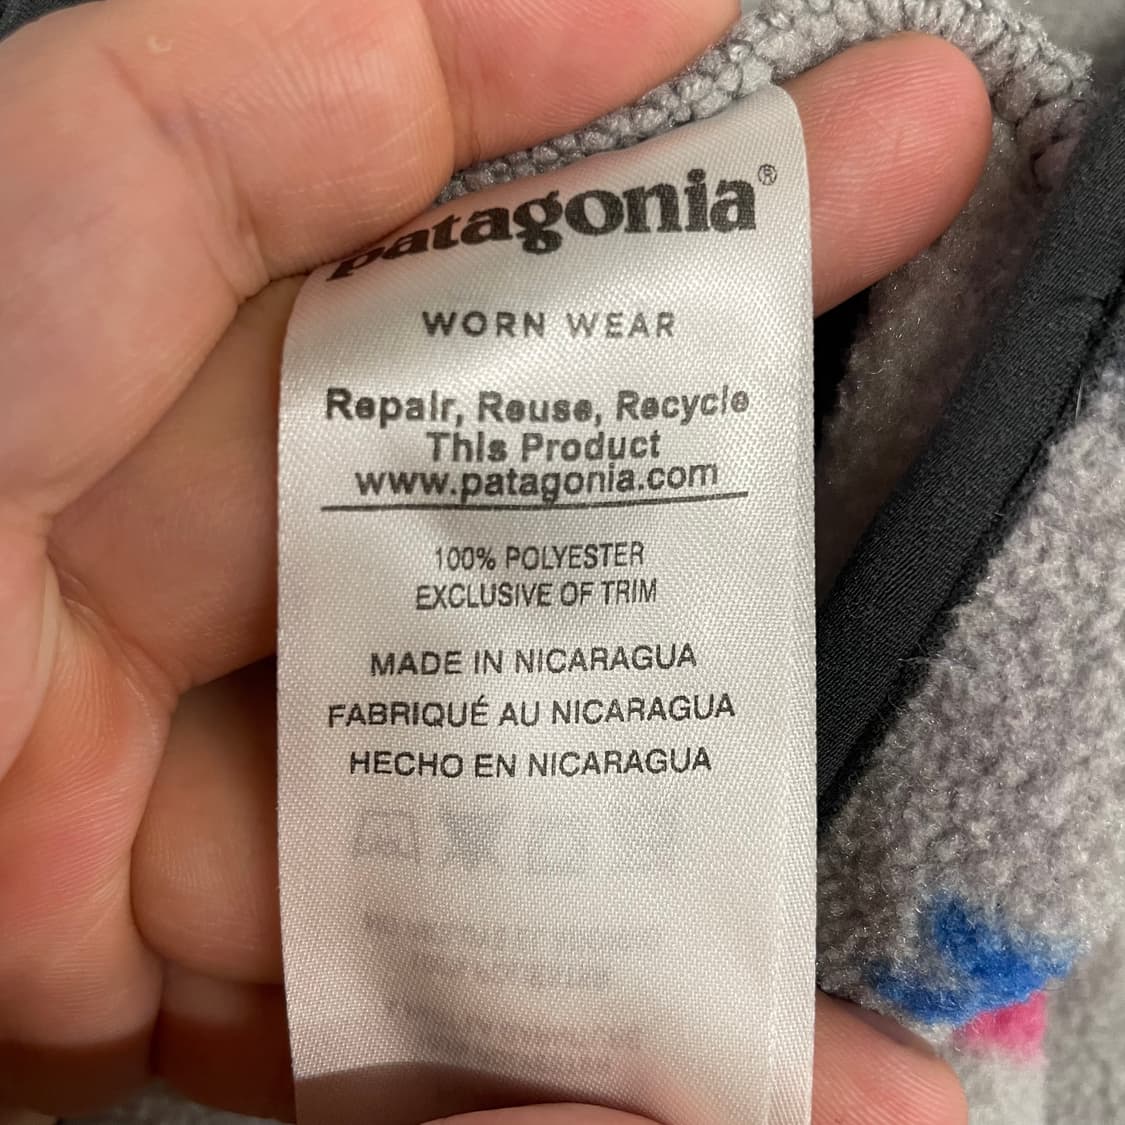 patagonia®
WORN WEAR
Repair, Reuse, Recycle
This Product
www.patagonia.com
100% POLYESTER
EXCLUSIVE OF TRIM
MADE IN NICARAGUA
FABRIQUÉ AU NICARAGUA
HECHO EN NICARAGUA